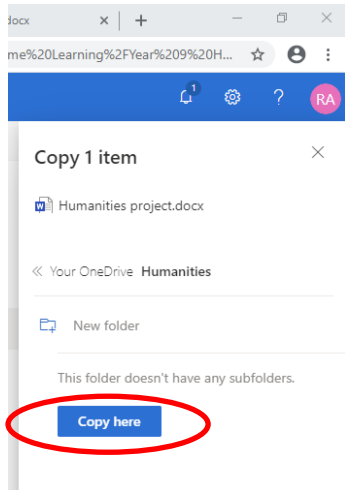 docx
me%20Learning%2FYear%209%20H...
1
?
RA
Copy 1 item
W
Humanities project.docx
Your OneDrive Humanities
New folder
This folder doesn't have any subfolders.
Copy here